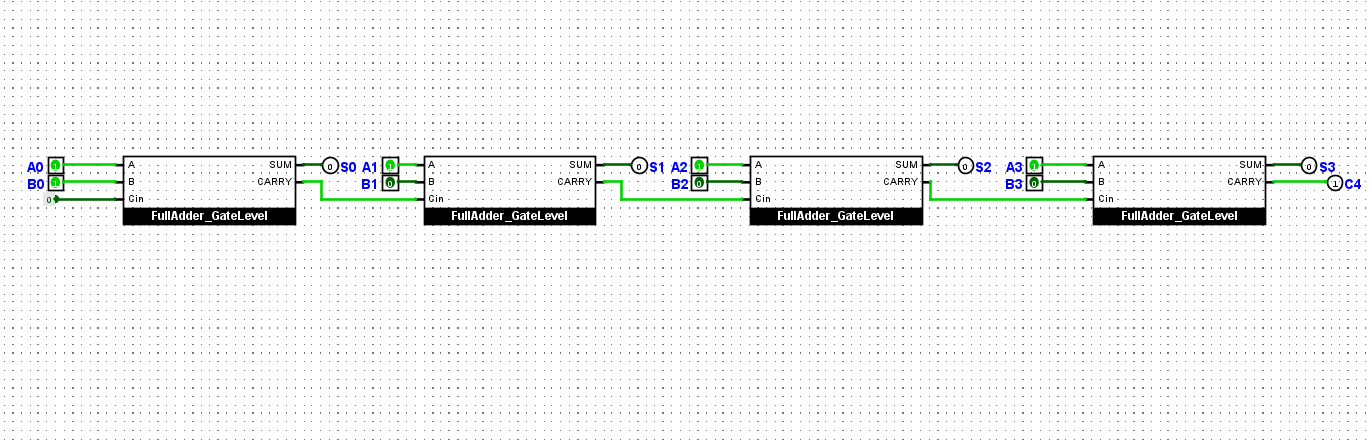 A0 1 A SUM 0 S0 A1 1 A SUM 0 S1 A2 1 A SUM 0 S2 A3 1 A SUM 0 S3
B0 1 B CARRY B1 0 B CARRY B2 0 B CARRY B3 0 B CARRY 1 C4
0 Cin Cin Cin Cin
FullAdder_GateLevel FullAdder_GateLevel FullAdder_GateLevel FullAdder_GateLevel